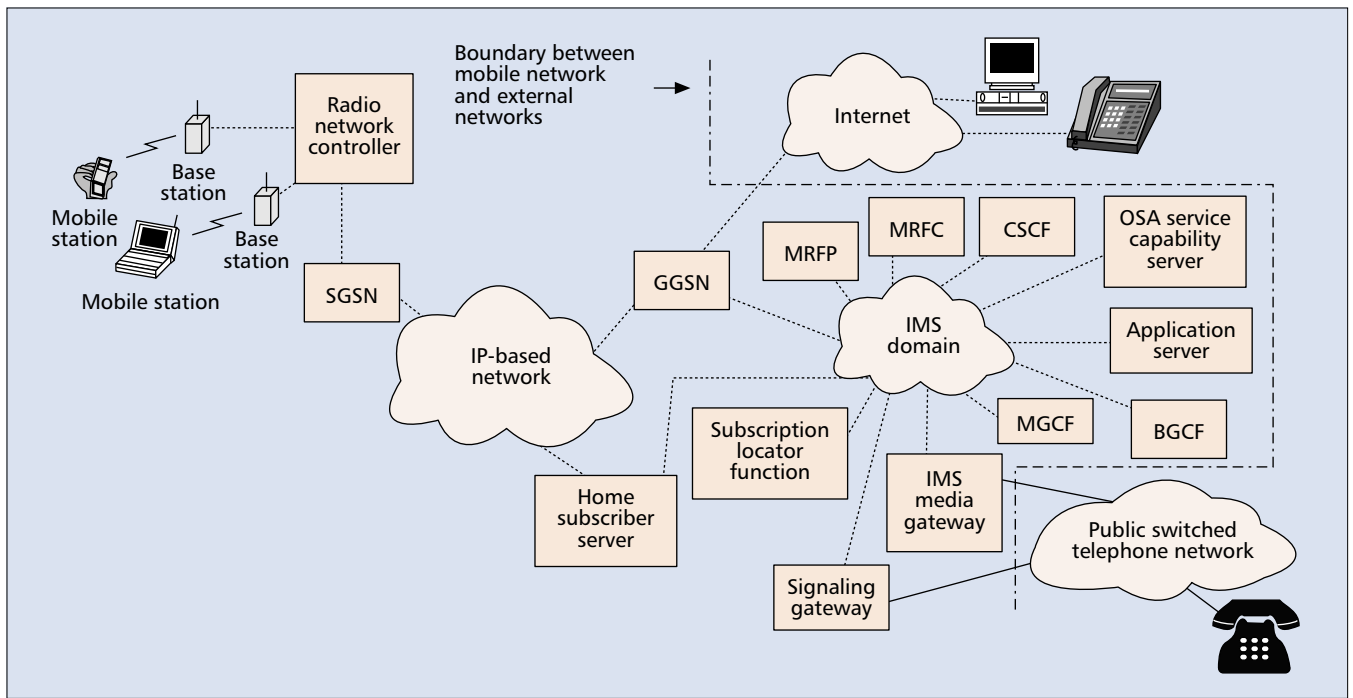 Boundary between
mobile network
and external
networks
Radio
network
controller
Internet
Base
station
Mobile
station
Base
station
Mobile station
SGSN
GGSN
MRFP
MRFC
CSCF
OSA service
capability
server
IP-based
network
IMS
domain
Application
server
MGCF
BGCF
Subscription
locator
function
IMS
media
gateway
Home
subscriber
server
Public switched
telephone network
Signaling
gateway